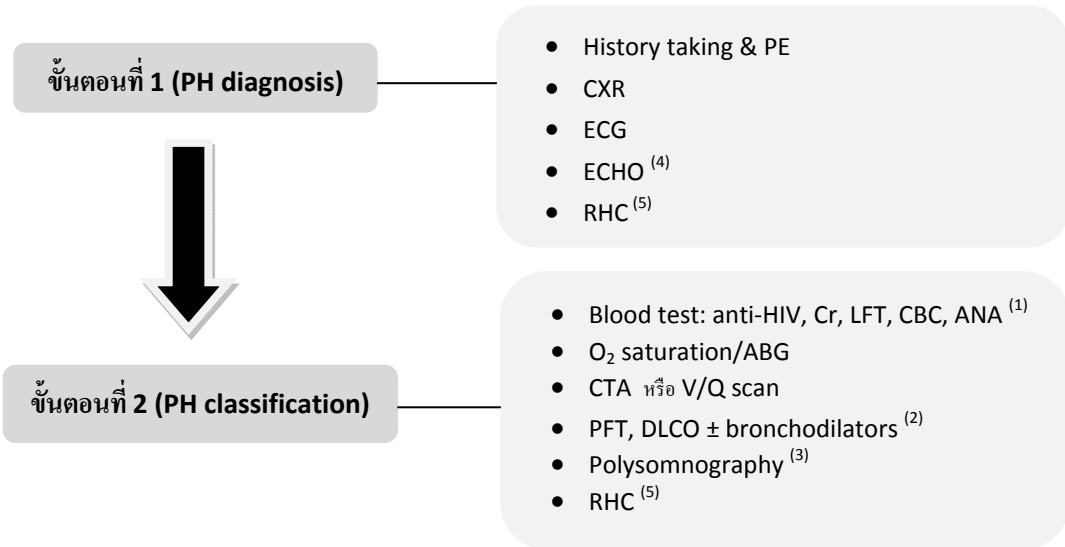 ขั้นตอนที่ 1 (PH diagnosis)
• History taking & PE
• CXR
• ECG
• ECHO (4)
• RHC (5)
ขั้นตอนที่ 2 (PH classification)
• Blood test: anti-HIV, Cr, LFT, CBC, ANA (1)
• O₂ saturation/ABG
• CTA หรือ V/Q scan
• PFT, DLCO ± bronchodilators (2)
• Polysomnography (3)
• RHC (5)